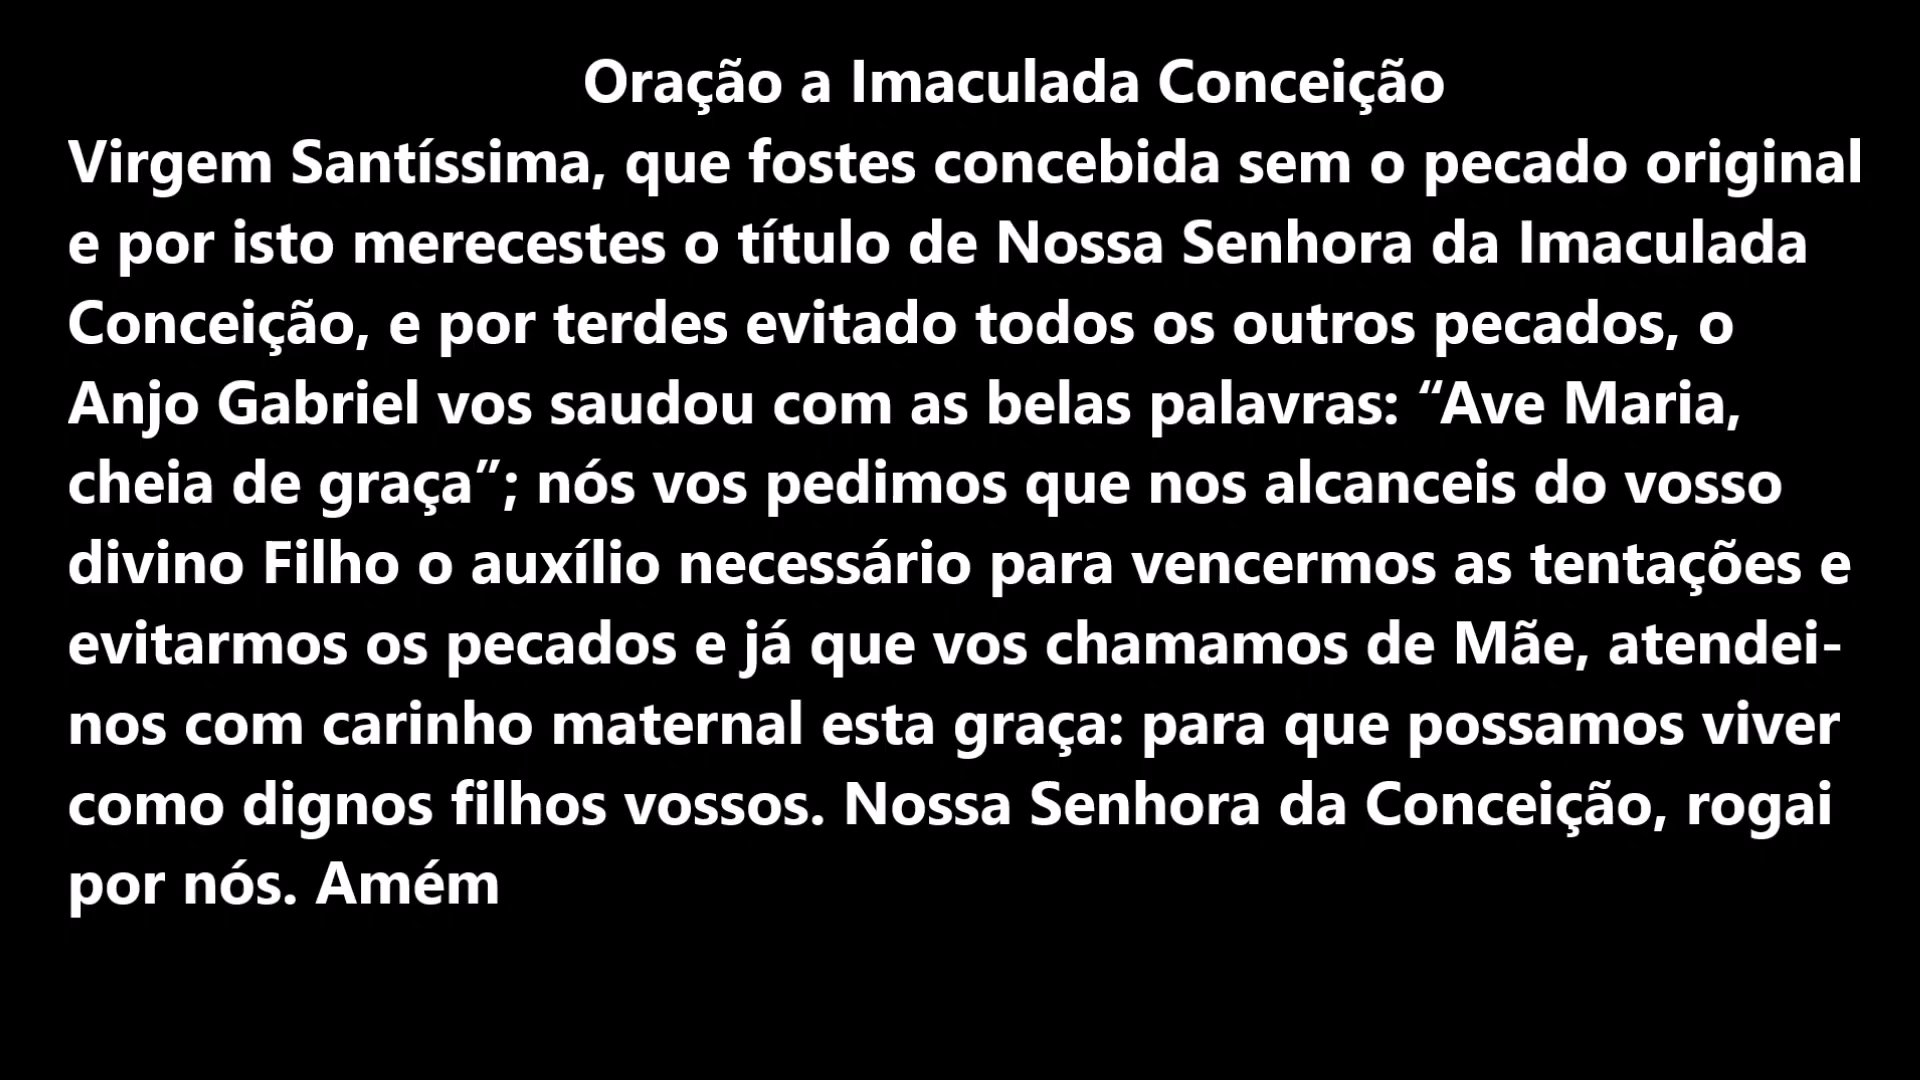 Oração a Imaculada Conceição
Virgem Santíssima, que fostes concebida sem o pecado original
e por isto merecestes o título de Nossa Senhora da Imaculada
Conceição, e por terdes evitado todos os outros pecados, o
Anjo Gabriel vos saudou com as belas palavras: “Ave Maria,
cheia de graça”; nós vos pedimos que nos alcanceis do vosso
divino Filho o auxílio necessário para vencermos as tentações e
evitarmos os pecados e já que vos chamamos de Mãe, atendei-
nos com carinho maternal esta graça: para que possamos viver
como dignos filhos vossos. Nossa Senhora da Conceição, rogai
por nós. Amém